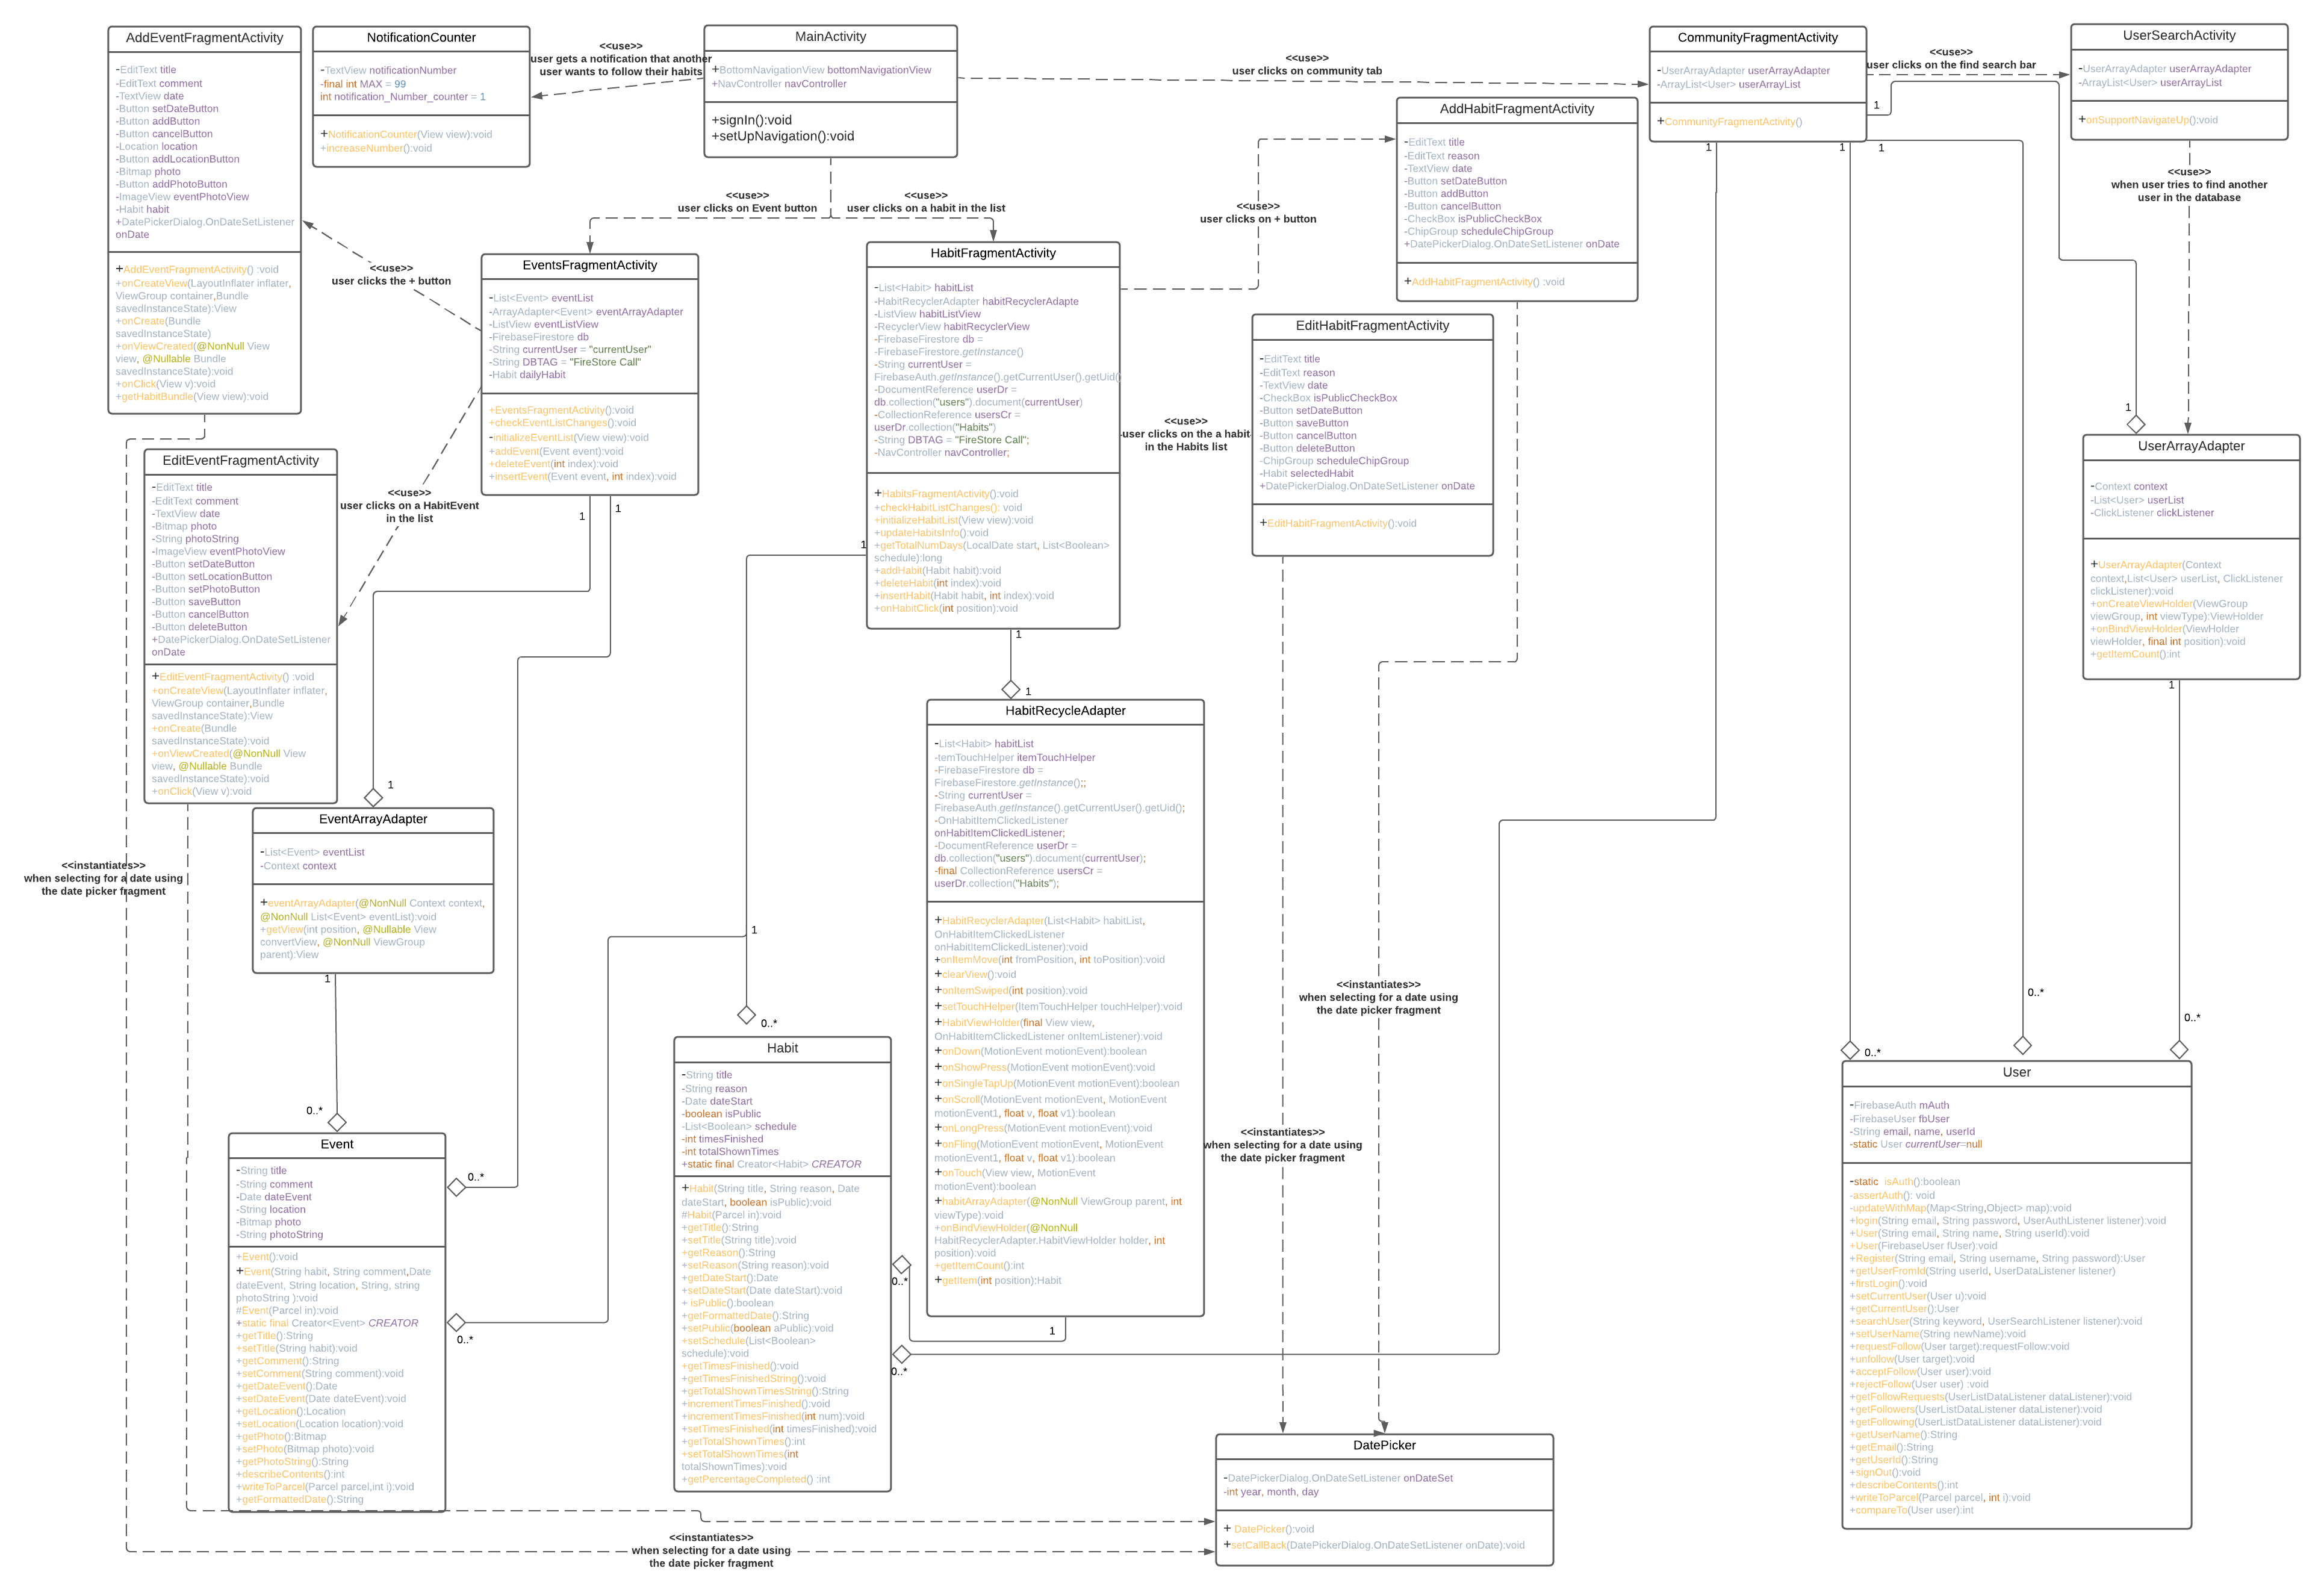 AddEventFragmentActivity
-EditText title
-EditText comment
-TextView date
-Button setDateButton
-Button addButton
-Button cancelButton
-Location location
-Button addLocationButton
-Bitmap photo
-Button addPhotoButton
-ImageView eventPhotoView
-Habit habit
+DatePickerDialog.OnDateSetListener
onDate
+AddEventFragmentActivity() :void
+onCreateView(LayoutInflater inflater,
ViewGroup container,Bundle
savedInstanceState):View
+onCreate(Bundle
savedInstanceState)
+onViewCreated(@NonNull View
view, @Nullable Bundle
savedInstanceState):void
+onClick(View v):void
+getHabitBundle(View view):void
NotificationCounter
-TextView notificationNumber
-final int MAX = 99
int notification_Number_counter = 1
+NotificationCounter(View view):void
+increaseNumber():void
<<use>>
user gets a notification that another
user wants to follow their habits
MainActivity
+BottomNavigationView bottomNavigationView
+NavController navController
+signIn():void
+setUpNavigation():void
<<use>>
user clicks on community tab
CommunityFragmentActivity
-UserArrayAdapter userArrayAdapter
-ArrayList<User> userArrayList
+CommunityFragmentActivity()
<<use>>
user clicks on the find search bar
UserSearchActivity
-UserArrayAdapter userArrayAdapter
-ArrayList<User> userArrayList
+onSupportNavigateUp():void
1
1
1
1
<<use>>
when user tries to find another
user in the database
<<use>>
user clicks on Event button
<<use>>
user clicks on a habit in the list
<<use>>
user clicks on + button
AddHabitFragmentActivity
-EditText title
-EditText reason
-TextView date
-Button setDateButton
-Button addButton
-Button cancelButton
-CheckBox isPublicCheckBox
-ChipGroup scheduleChipGroup
+DatePickerDialog.OnDateSetListener onDate
+AddHabitFragmentActivity() :void
<<use>>
user clicks the + button
EventsFragmentActivity
-List<Event> eventList
-ArrayAdapter<Event> eventArrayAdapter
-ListView eventListView
-FirebaseFirestore db
-String currentUser = "currentUser"
-String DBTAG = "FireStore Call"
-Habit dailyHabit
+EventsFragmentActivity():void
+checkEventListChanges():void
-initializeEventList(View view):void
+addEvent(Event event):void
+deleteEvent(int index):void
+insertEvent(Event event, int index):void
1
1
HabitFragmentActivity
-List<Habit> habitList
-HabitRecyclerAdapter habitRecyclerAdapte
-ListView habitListView
-RecyclerView habitRecyclerView
-FirebaseFirestore db =
-FirebaseFirestore.getInstance()
-String currentUser =
FirebaseAuth.getInstance().getCurrentUser().getUid()
-DocumentReference userDr =
db.collection("users").document(currentUser)
-CollectionReference usersCr =
userDr.collection("Habits")
-String DBTAG = "FireStore Call";
-NavController navController;
+HabitsFragmentActivity():void
+checkHabitListChanges(): void
+initializeHabitList(View view):void
+updateHabitsInfo():void
+getTotalNumDays(LocalDate start, List<Boolean>
schedule):long
+addHabit(Habit habit):void
+deleteHabit(int index):void
+insertHabit(Habit habit, int index):void
+onHabitClick(int position):void
1
1
1
<<use>>
user clicks on the a habit
in the Habits list
EditHabitFragmentActivity
-EditText title
-EditText reason
-TextView date
-CheckBox isPublicCheckBox
-Button setDateButton
-Button saveButton
-Button cancelButton
-Button deleteButton
-ChipGroup scheduleChipGroup
-Habit selectedHabit
+DatePickerDialog.OnDateSetListener onDate
+EditHabitFragmentActivity():void
1
UserArrayAdapter
-Context context
-List<User> userList
-ClickListener clickListener
+UserArrayAdapter(Context
context,List<User> userList, ClickListener
clickListener):void
+onCreateViewHolder(ViewGroup
viewGroup, int viewType):ViewHolder
+onBindViewHolder(ViewHolder
viewHolder, final int position):void
+getItemCount():int
1
EditEventFragmentActivity
-EditText title
-EditText comment
-TextView date
-Bitmap photo
-String photoString
-ImageView eventPhotoView
-Button setDateButton
-Button setLocationButton
-Button setPhotoButton
-Button saveButton
-Button cancelButton
-Button deleteButton
+DatePickerDialog.OnDateSetListener
onDate
+EditEventFragmentActivity() :void
+onCreateView(LayoutInflater inflater,
ViewGroup container,Bundle
savedInstanceState):View
+onCreate(Bundle
savedInstanceState):void
+onViewCreated(@NonNull View
view, @Nullable Bundle
savedInstanceState):void
+onClick(View v):void
<<use>>
user clicks on a HabitEvent
in the list
1
EventArrayAdapter
-List<Event> eventList
-Context context
+eventArrayAdapter(@NonNull Context context,
@NonNull List<Event> eventList):void
+getView(int position, @Nullable View
convertView, @NonNull ViewGroup
parent):View
1
<<instantiates>>
when selecting for a date using
the date picker fragment
HabitRecycleAdapter
-List<Habit> habitList
-temTouchHelper itemTouchHelper
-FirebaseFirestore db =
FirebaseFirestore.getInstance();;
-String currentUser =
FirebaseAuth.getInstance().getCurrentUser().getUid();
-OnHabitItemClickedListener
onHabitItemClickedListener;
-DocumentReference userDr =
db.collection("users").document(currentUser);
-final CollectionReference usersCr =
userDr.collection("Habits");
+HabitRecyclerAdapter(List<Habit> habitList,
OnHabitItemClickedListener
onHabitItemClickedListener):void
+onItemMove(int fromPosition, int toPosition):void
+clearView():void
+onItemSwiped(int position):void
+setTouchHelper(ItemTouchHelper touchHelper):void
+HabitViewHolder(final View view,
OnHabitItemClickedListener onItemListener):void
+onDown(MotionEvent motionEvent):boolean
+onShowPress(MotionEvent motionEvent):void
+onSingleTapUp(MotionEvent motionEvent):boolean
+onScroll(MotionEvent motionEvent, MotionEvent
motionEvent1, float v, float v1):boolean
+onLongPress(MotionEvent motionEvent):void
+onFling(MotionEvent motionEvent, MotionEvent
motionEvent1, float v, float v1):boolean
+onTouch(View view, MotionEvent
motionEvent):boolean
+habitArrayAdapter(@NonNull ViewGroup parent, int
viewType):void
+onBindViewHolder(@NonNull
HabitRecyclerAdapter.HabitViewHolder holder, int
position):void
+getItemCount():int
+getItem(int position):Habit
1
1
0..*
<<instantiates>>
when selecting for a date using
the date picker fragment
<<instantiates>>
when selecting for a date using
the date picker fragment
0..*
0..*
0..*
Habit
-String title
-String reason
-Date dateStart
-boolean isPublic
-List<Boolean> schedule
-int timesFinished
-int totalShownTimes
+static final Creator<Habit> CREATOR
+Habit(String title, String reason, Date
dateStart, boolean isPublic):void
#Habit(Parcel in):void
+getTitle():String
+setTitle(String title):void
+getReason():String
+setReason(String reason):void
+getDateStart():Date
+setDateStart(Date dateStart):void
+ isPublic():boolean
+getFormattedDate():String
+setPublic(boolean aPublic):void
+setSchedule(List<Boolean>
schedule):void
+getTimesFinished():void
+getTimesFinishedString():void
+getTotalShownTimesString():String
+incrementTimesFinished():void
+incrementTimesFinished(int num):void
+setTimesFinished(int timesFinished):void
+getTotalShownTimes():int
+setTotalShownTimes(int
totalShownTimes):void
+getPercentageCompleted() :int
0..*
0..*
0..*
Event
-String title
-String comment
-Date dateEvent
-String location
-Bitmap photo
-String photoString
+Event():void
+Event(String habit, String comment,Date
dateEvent, String location, String, string
photoString ):void
#Event(Parcel in):void
+static final Creator<Event> CREATOR
+getTitle():String
+setTitle(String habit):void
+getComment():String
+setComment(String comment):void
+getDateEvent():Date
+setDateEvent(Date dateEvent):void
+getLocation():Location
+setLocation(Location location):void
+getPhoto():Bitmap
+setPhoto(Bitmap photo):void
+getPhotoString():String
+describeContents():int
+writeToParcel(Parcel parcel,int i):void
+getFormattedDate():String
0..*
0..*
User
-FirebaseAuth mAuth
-FirebaseUser fbUser
-String email, name, userId
-static User currentUser=null
-static  isAuth():boolean
-assertAuth(): void
-updateWithMap(Map<String,Object> map):void
+login(String email, String password, UserAuthListener listener):void
+User(String email, String name, String userId):void
+User(FirebaseUser fUser):void
+Register(String email, String username, String password):User
+getUserFromId(String userId, UserDataListener listener)
+firstLogin():void
+setCurrentUser(User u):void
+getCurrentUser():User
+searchUser(String keyword, UserSearchListener listener):void
+setUserName(String newName):void
+requestFollow(User target):requestFollow:void
+unfollow(User target):void
+acceptFollow(User user):void
+rejectFollow(User user) :void
+getFollowRequests(UserListDataListener dataListener):void
+getFollowers(UserListDataListener dataListener):void
+getFollowing(UserListDataListener dataListener):void
+getUserName():String
+getEmail():String
+getUserId():String
+signOut():void
+describeContents():int
+writeToParcel(Parcel parcel, int i):void
+compareTo(User user):int
DatePicker
-DatePickerDialog.OnDateSetListener onDateSet
-int year, month, day
+ DatePicker():void
+setCallBack(DatePickerDialog.OnDateSetListener onDate):void
<<instantiates>>
when selecting for a date using
the date picker fragment